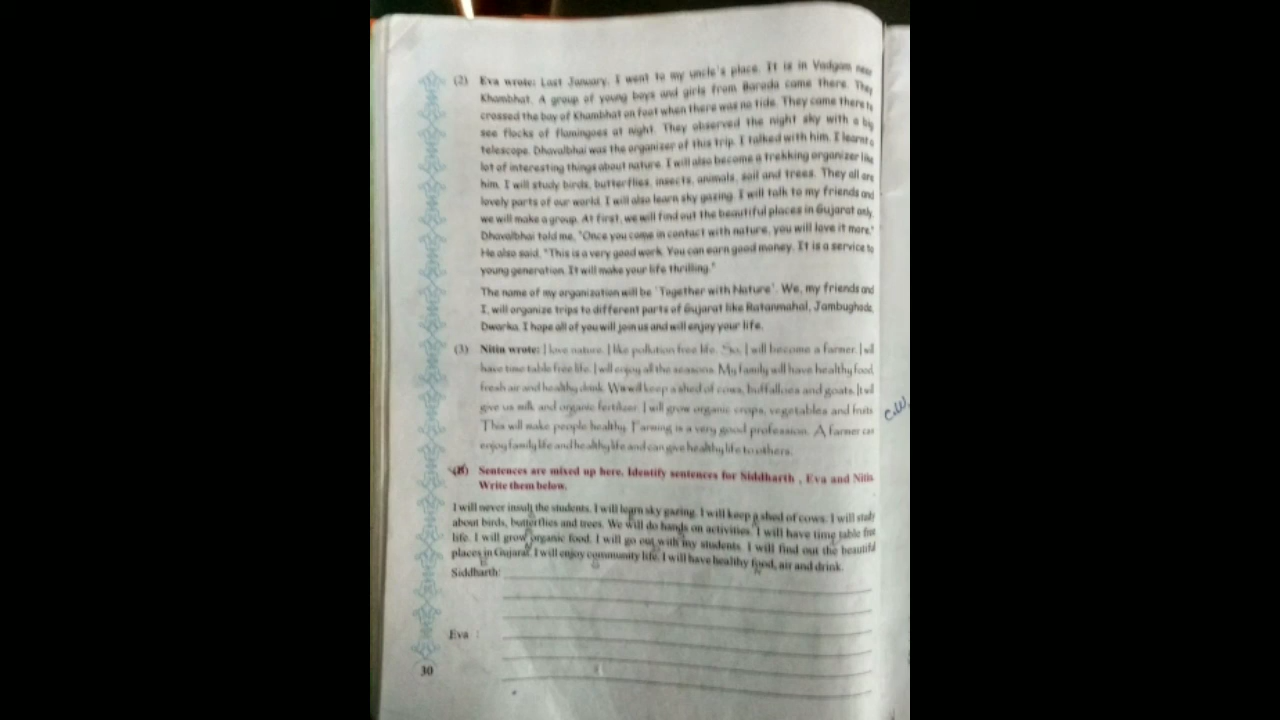 (2) Eva wrote: Last January, I went to my uncle's place. It is in Vadgam near
Khambhat. A group of young boys and girls from Baroda came there. They
crossed the bay of Khambhat on foot when there was no tide. They came there to
see flocks of flamingoes at night. They observed the night sky with a big
telescope. Dhavalbhai was the organizer of this trip. I talked with him. I learnt a
lot of interesting things about nature. I will also become a trekking organizer like
him. I will study birds, butterflies, insects, animals, soil and trees. They all are
lovely parts of our world. I will also learn sky gazing. I will talk to my friends and
we will make a group. At first, we will find out the beautiful places in Gujarat only.
Dhavalbhai told me, "Once you come in contact with nature, you will love it more."
He also said, "This is a very good work. You can earn good money. It is a service to
young generation. It will make your life thrilling."
The name of my organization will be 'Together with Nature'. We, my friends and
I, will organize trips to different parts of Gujarat like Ratanmahal, Jambughoda,
Dwarka. I hope all of you will join us and will enjoy your life.
(3) Nitin wrote: I love nature. I like pollution free life. So, I will become a farmer. I will
have time table free life. I will enjoy all the seasons. My family will have healthy food,
fresh air and healthy drink. We will keep a shed of cows, buffalloes and goats. It will
give us milk and organic fertilizer. I will grow organic crops, vegetables and fruits.
This will make people healthy. Farming is a very good profession. A farmer can
enjoy family life and healthy life and can give healthy life to others.
(B) Sentences are mixed up here. Identify sentences for Siddharth , Eva and Nitin.
Write them below.
I will never insult the students. I will learn sky gazing. I will keep a shed of cows. I will study
about birds, butterflies and trees. We will do hands on activities. I will have time table free
life. I will grow organic food. I will go out with my students. I will find out the beautiful
places in Gujarat. I will enjoy community life. I will have healthy food, air and drink.
Siddharth:
Eva :
30
C.W.